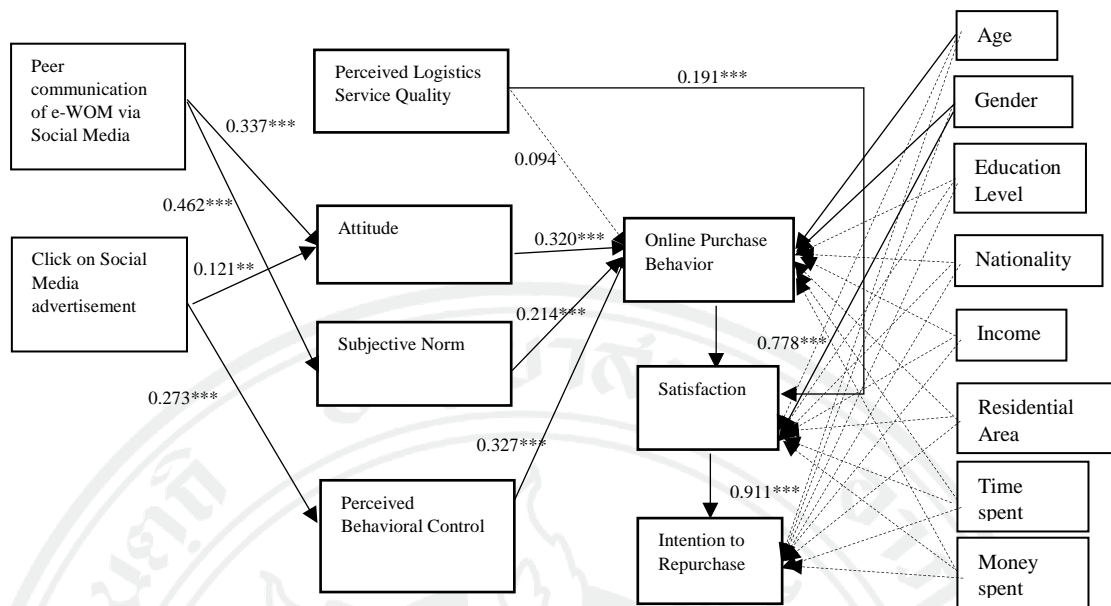 Peer
communication
of e-WOM via
Social Media
Click on Social
Media
advertisement
0.337***
0.462***
0.121**
0.273***
Perceived Logistics
Service Quality
Attitude
Subjective Norm
Perceived
Behavioral Control
0.191***
0.094
0.320***
0.214***
0.327***
Online Purchase
Behavior
0.778***
Satisfaction
0.911***
Intention to
Repurchase
Age
Gender
Education
Level
Nationality
Income
Residential
Area
Time
spent
Money
spent